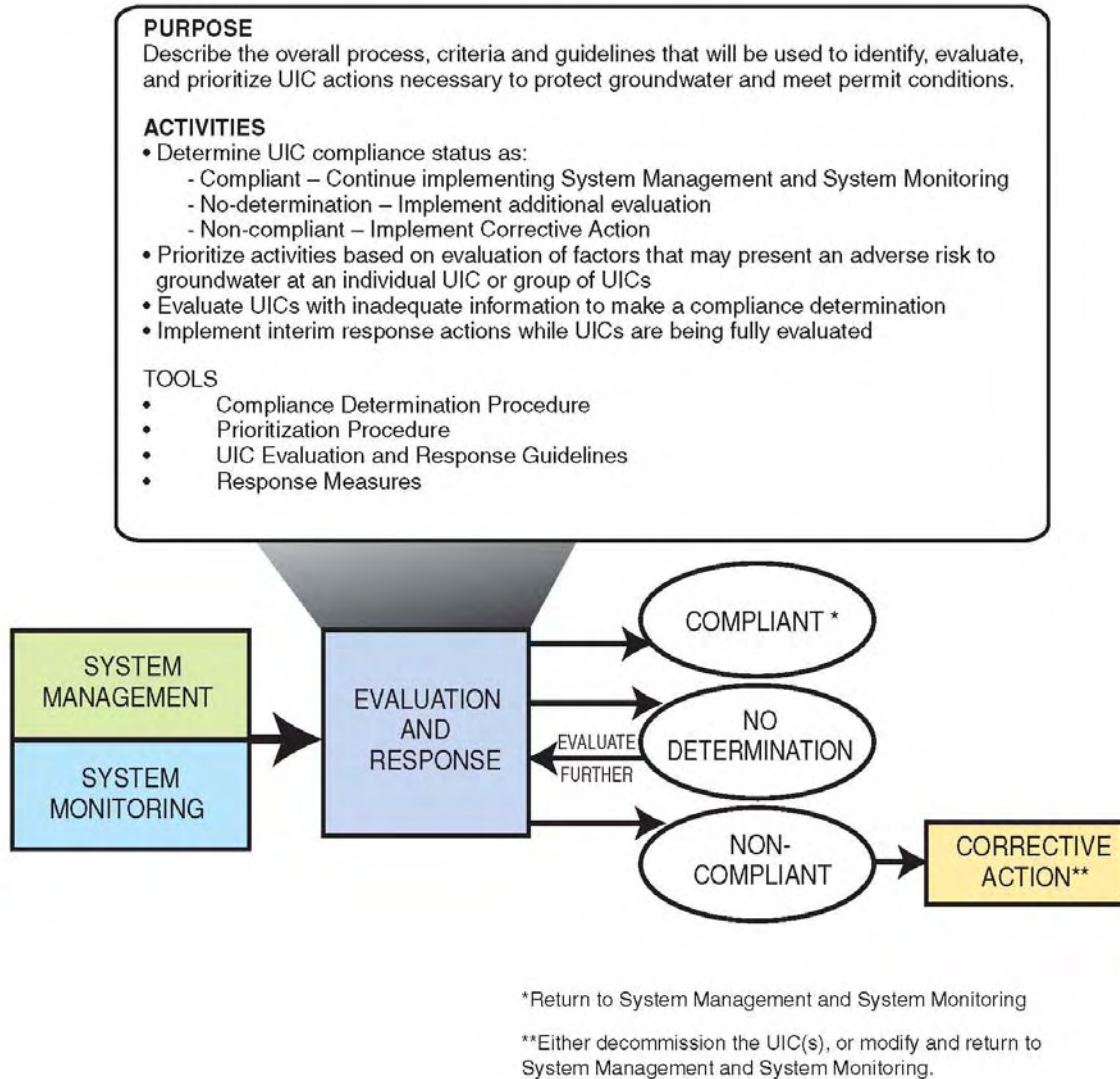 PURPOSE
Describe the overall process, criteria and guidelines that will be used to identify, evaluate,
and prioritize UIC actions necessary to protect groundwater and meet permit conditions.
ACTIVITIES
• Determine UIC compliance status as:
- Compliant – Continue implementing System Management and System Monitoring
- No-determination – Implement additional evaluation
- Non-compliant – Implement Corrective Action
• Prioritize activities based on evaluation of factors that may present an adverse risk to
groundwater at an individual UIC or group of UICs
• Evaluate UICs with inadequate information to make a compliance determination
• Implement interim response actions while UICs are being fully evaluated
TOOLS
• Compliance Determination Procedure
• Prioritization Procedure
• UIC Evaluation and Response Guidelines
• Response Measures
SYSTEM
MANAGEMENT
SYSTEM
MONITORING
EVALUATION
AND
RESPONSE
COMPLIANT *
NO
DETERMINATION
EVALUATE
FURTHER
NON-
COMPLIANT
CORRECTIVE
ACTION**
*Return to System Management and System Monitoring
**Either decommission the UIC(s), or modify and return to
System Management and System Monitoring.